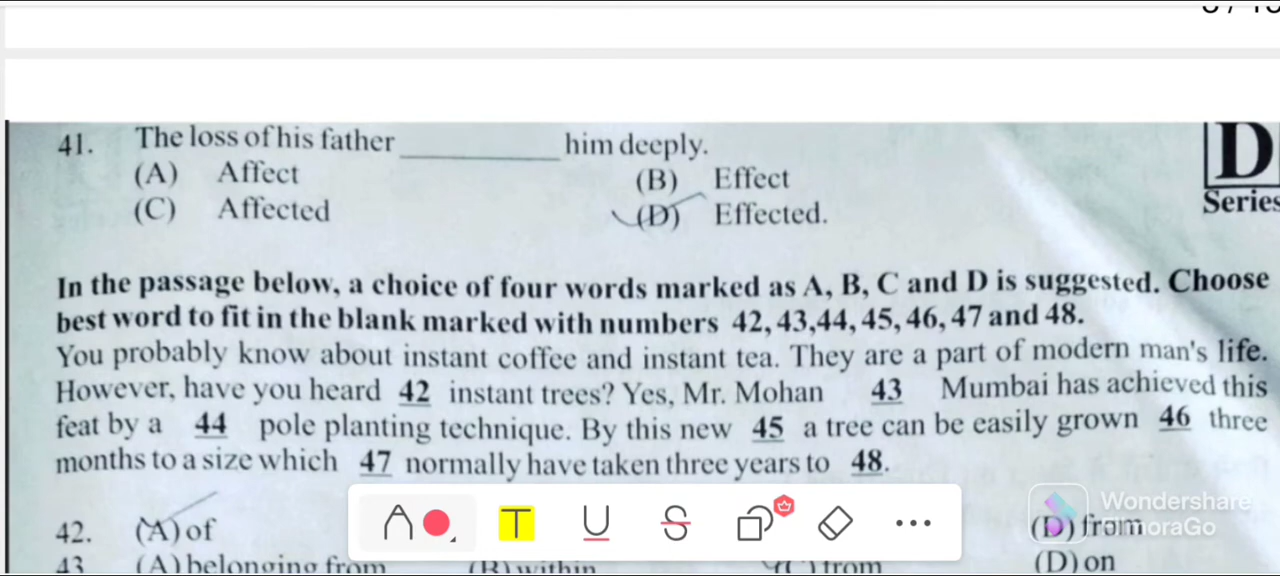 41. The loss of his father __________ him deeply.
(A) Affect (B) Effect
(C) Affected (D) Effected.
D
Series
In the passage below, a choice of four words marked as A, B, C and D is suggested. Choose
best word to fit in the blank marked with numbers 42,43,44, 45, 46, 47 and 48.
You probably know about instant coffee and instant tea. They are a part of modern man's life.
However, have you heard 42 instant trees? Yes, Mr. Mohan 43 Mumbai has achieved this
feat by a 44 pole planting technique. By this new 45 a tree can be easily grown 46 three
months to a size which 47 normally have taken three years to 48.
T U S
Wondershare
42. (A) of (D) from
43 (A) belonging from (B) within (C) from (D) on